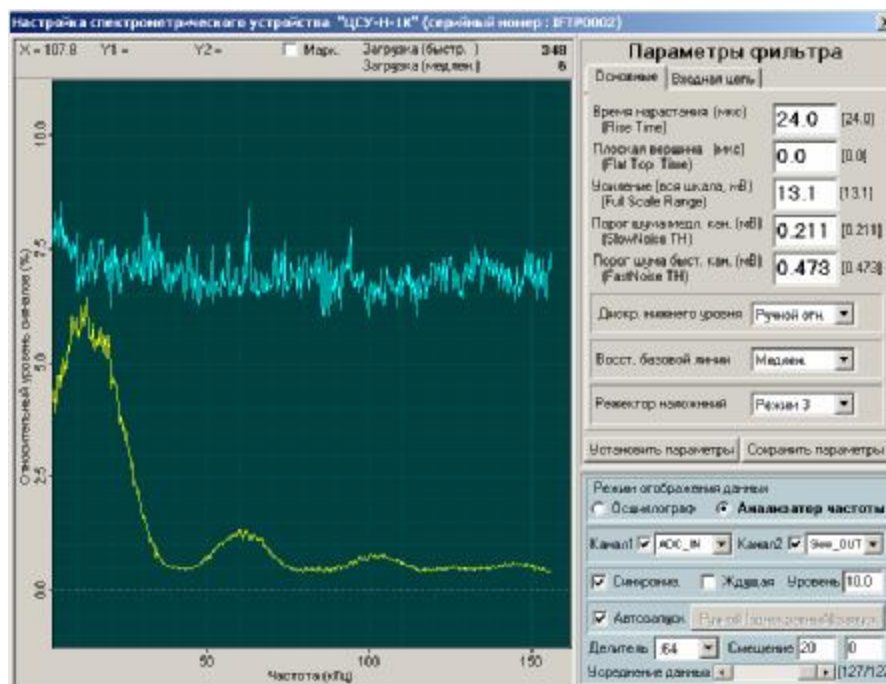 Настройка спектрометрического устройства "ЦСУ-Н-1К" (серийный номер : IFTP0002)
X = 107.8 Y1 = Y2 = Марк. Загрузка (быстр. ) 348
Загрузка (медлен.) 6
Относительный уровень сигналов (%)
10.0
7.5
5.0
2.5
0.0
50 100 150
Частота (кГц)
Параметры фильтра
Основные Входная цепь
Время нарастания (мкс) 24.0 [24.0]
(Rise Time)
Плоская вершина (мкс) 0.0 [0.0]
(Flat Top Time)
Усиление (вся шкала, мВ) 13.1 [13.1]
(Full Scale Range)
Порог шума медл. кан. (мВ) 0.211 [0.211]
(SlowNoise TH)
Порог шума быст. кан. (мВ) 0.473 [0.473]
(FastNoise TH)
Дискр. нижнего уровня Ручной отн.
Восст. базовой линии Медлен.
Режектор наложений Режим 3
Установить параметры Сохранить параметры
Режим отображения данных
Осциллограф Анализатор частоты
Канал1 ADC_IN Канал2 Slow_OUT
Синхрониз. Ждущая Уровень 10.0
Автозапуск
Делитель :64 Смещение 20 0
Усреднение данных [127/127